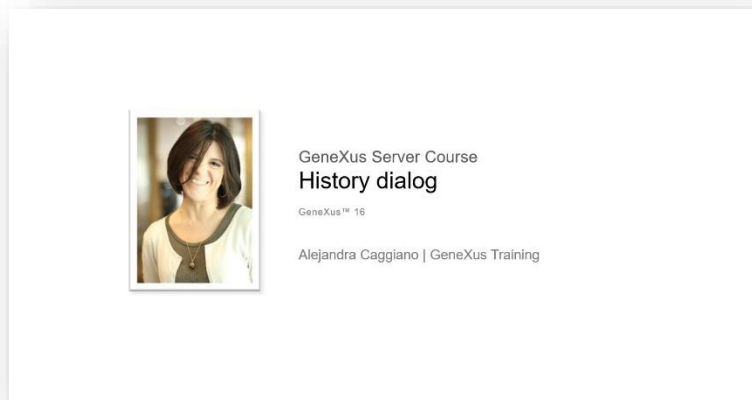 GeneXus Server Course
History dialog
GeneXus™ 16
Alejandra Caggiano | GeneXus Training